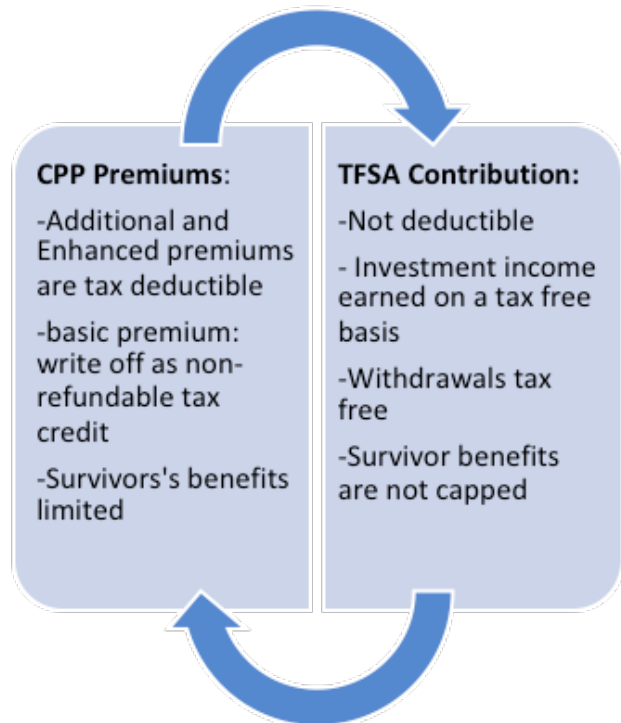 CPP Premiums:
-Additional and
Enhanced premiums
are tax deductible
-basic premium:
write off as non-
refundable tax
credit
-Survivors's benefits
limited
TFSA Contribution:
-Not deductible
- Investment income
earned on a tax free
basis
-Withdrawals tax
free
-Survivor benefits
are not capped